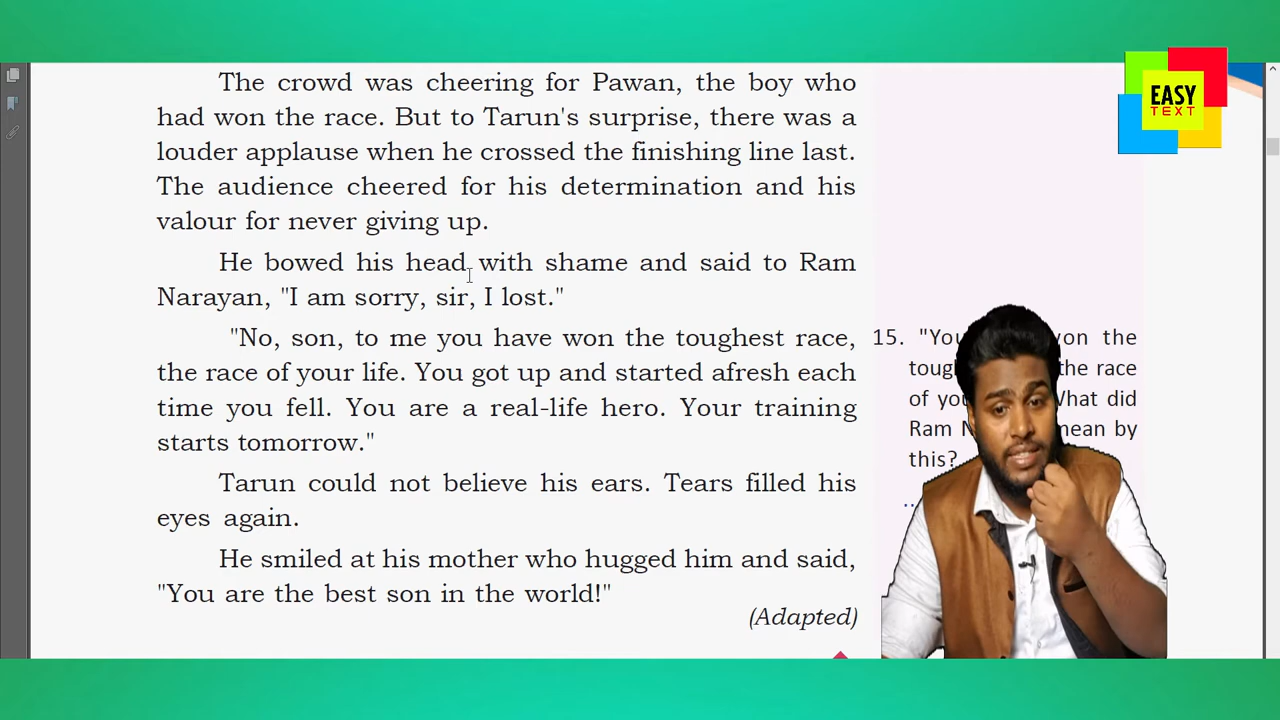 The crowd was cheering for Pawan, the boy who
had won the race. But to Tarun's surprise, there was a
louder applause when he crossed the finishing line last.
The audience cheered for his determination and his
valour for never giving up.
He bowed his head with shame and said to Ram
Narayan, "I am sorry, sir, I lost."
"No, son, to me you have won the toughest race,
the race of your life. You got up and started afresh each
time you fell. You are a real-life hero. Your training
starts tomorrow."
Tarun could not believe his ears. Tears filled his
eyes again.
He smiled at his mother who hugged him and said,
"You are the best son in the world!"
(Adapted)
15. "You won the
the race
of did
Ram mean by
this?
EASY
TEXT